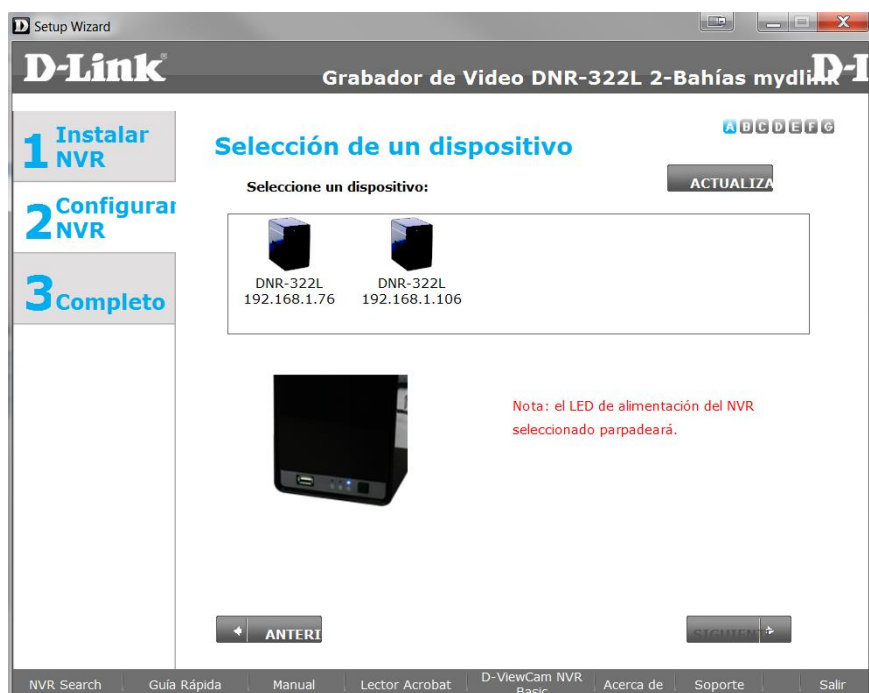 Setup Wizard
D-Link
Grabador de Video DNR-322L 2-Bahías mydlink
D-L
1 Instalar
NVR
2 Configurar
NVR
3 Completo
A B C D E F G
Selección de un dispositivo
Seleccione un dispositivo:
ACTUALIZA
DNR-322L
192.168.1.76
DNR-322L
192.168.1.106
Nota: el LED de alimentación del NVR
seleccionado parpadeará.
ANTERI
SIGUIENT
NVR Search
Guía Rápida
Manual
Lector Acrobat
D-ViewCam NVR
Basic
Acerca de
Soporte
Salir